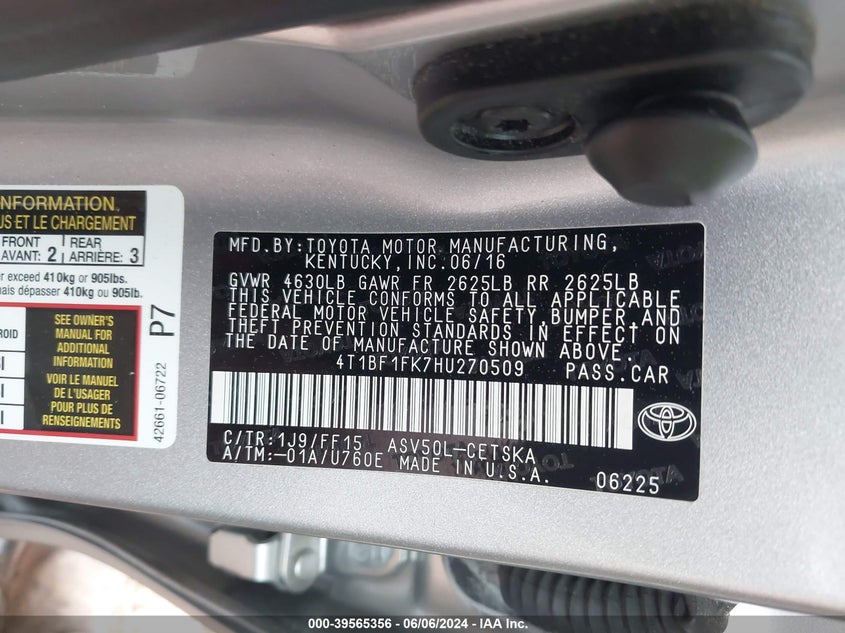 INFORMATION
US ET LE CHARGEMENT
FRONT
AVANT: 2
REAR
ARRIÈRE: 3
er exceed 410kg or 905lbs.
mais dépasser 410kg ou 905lb.
SEE OWNER'S
MANUAL FOR
ADDITIONAL
INFORMATION
VOIR LE MANUEL
DE L'USAGER
POUR PLUS DE
RENSEIGNEMENTS
P7
42661-06722
MFD.BY:TOYOTA MOTOR MANUFACTURING,
KENTUCKY,INC.06/16
GVWR 4630LB GAWR FR 2625LB RR 2625LB
THIS VEHICLE CONFORMS TO ALL APPLICABLE
FEDERAL MOTOR VEHICLE SAFETY,BUMPER,AND
THEFT PREVENTION STANDARDS IN EFFECT ON
THE DATE OF MANUFACTURE SHOWN ABOVE.
4T1BF1FK7HU270509 PASS.CAR
C/TR:1J9/FF15 ASV50L-CETSKA
A/TM:-01A/U760E MADE IN U.S.A.
06225
000-39565356 / 06/06/2024 - IAA Inc.